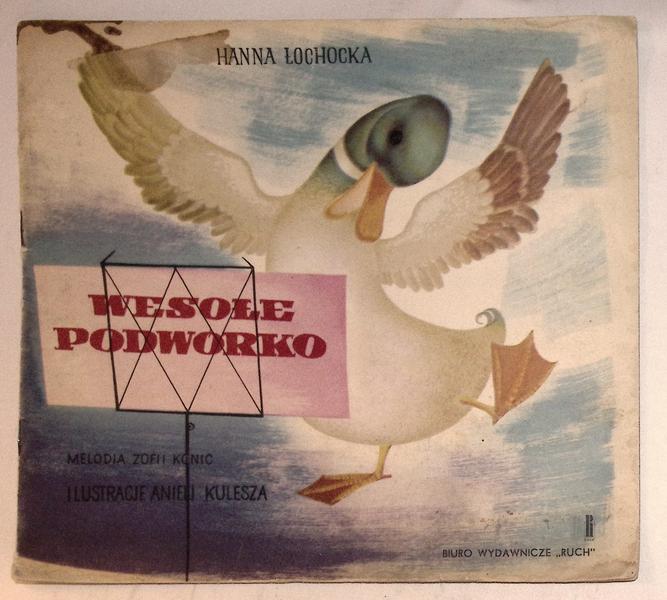 HANNA ŁOCHOCKA
WESOŁE
PODWÓRKO
MELODIA ZOFII KONIC
ILUSTRACJE ANIELI KULESZA
BIURO WYDAWNICZE „RUCH"